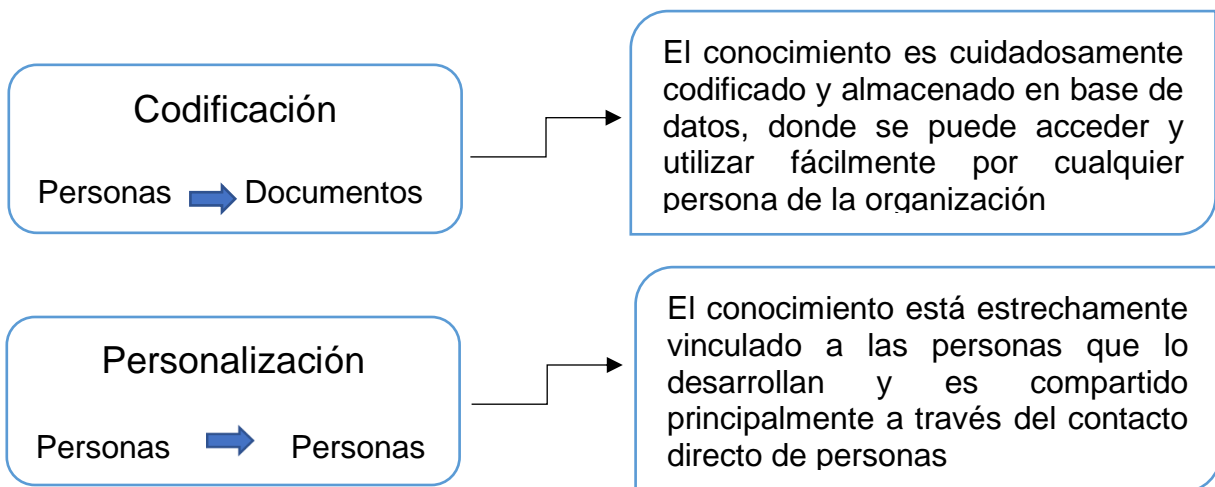 Codificación
Personas Documentos
El conocimiento es cuidadosamente
codificado y almacenado en base de
datos, donde se puede acceder y
utilizar fácilmente por cualquier
persona de la organización
Personalización
Personas Personas
El conocimiento está estrechamente
vinculado a las personas que lo
desarrollan y es compartido
principalmente a través del contacto
directo de personas